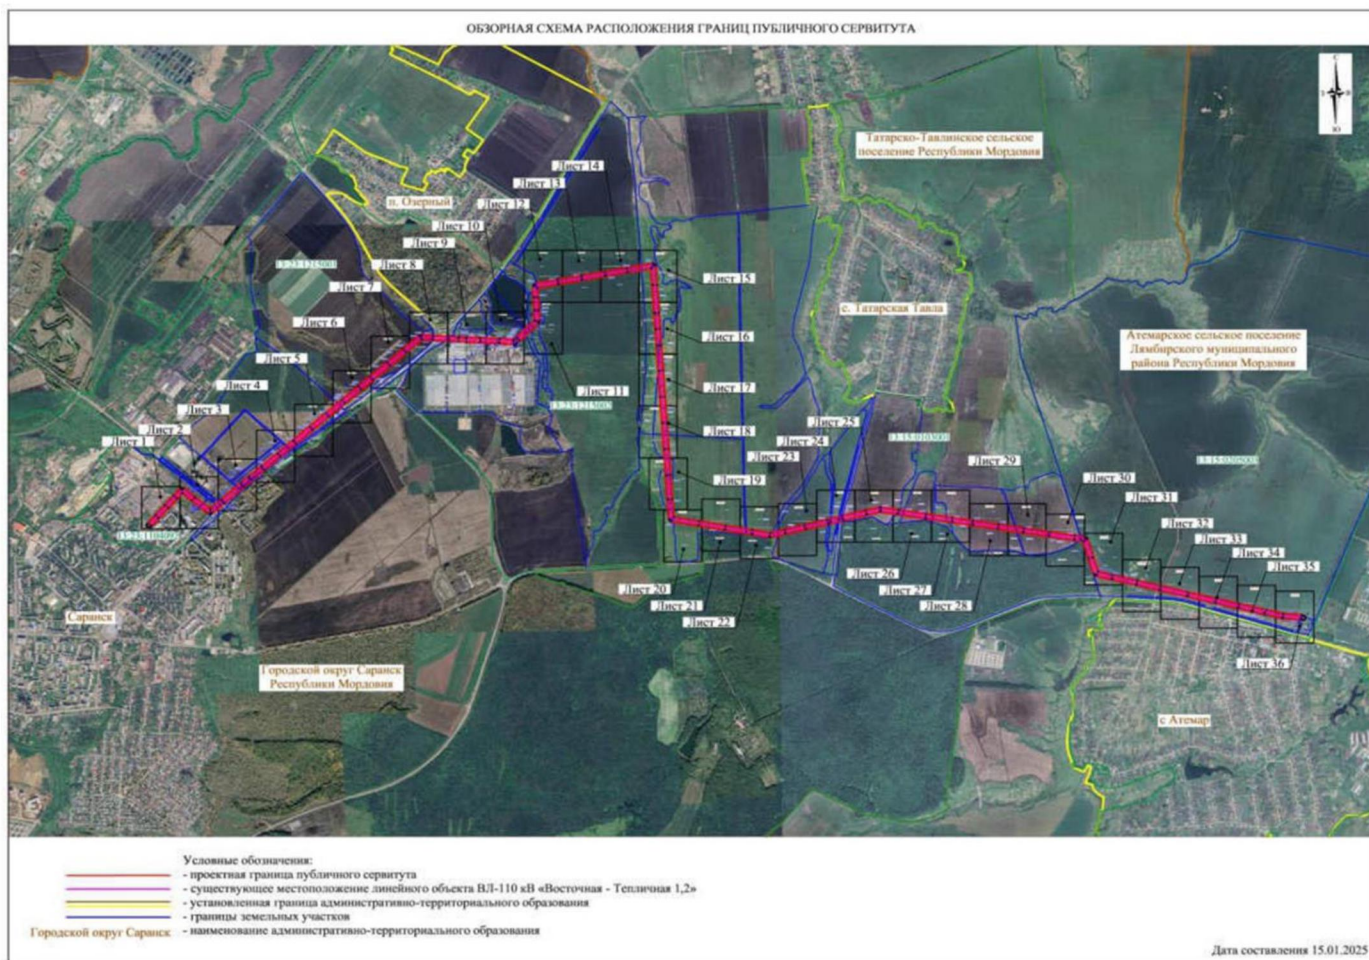 ОБЗОРНАЯ СХЕМА РАСПОЛОЖЕНИЯ ГРАНИЦ ПУБЛИЧНОГО СЕРВИТУТА
С
Ю
Татарско-Тавлинское сельское
поселение Республики Мордовия
п. Озерный
Лист 14
Лист 13
Лист 12
Лист 10
Лист 9
Лист 8
Лист 7
Лист 6
Лист 5
Лист 4
Лист 3
Лист 2
Лист 1
13:23:1215001
Лист 15
Лист 16
Лист 17
Лист 11
13:23:1215002
Лист 18
Лист 19
с. Татарская Тавла
Атемарское сельское поселение
Лямбирского муниципального
района Республики Мордовия
Лист 25
Лист 24
Лист 23
Лист 29
Лист 30
Лист 31
Лист 32
Лист 33
Лист 34
Лист 35
Лист 20
Лист 21
Лист 22
Лист 26
Лист 27
Лист 28
Лист 36
Саранск
Городской округ Саранск
Республики Мордовия
с Атемар
Условные обозначения:
- проектная граница публичного сервитута
- существующее местоположение линейного объекта ВЛ-110 кВ «Восточная - Тепличная 1,2»
- установленная граница административно-территориального образования
- границы земельных участков
Городской округ Саранск - наименование административно-территориального образования
Дата составления 15.01.2025